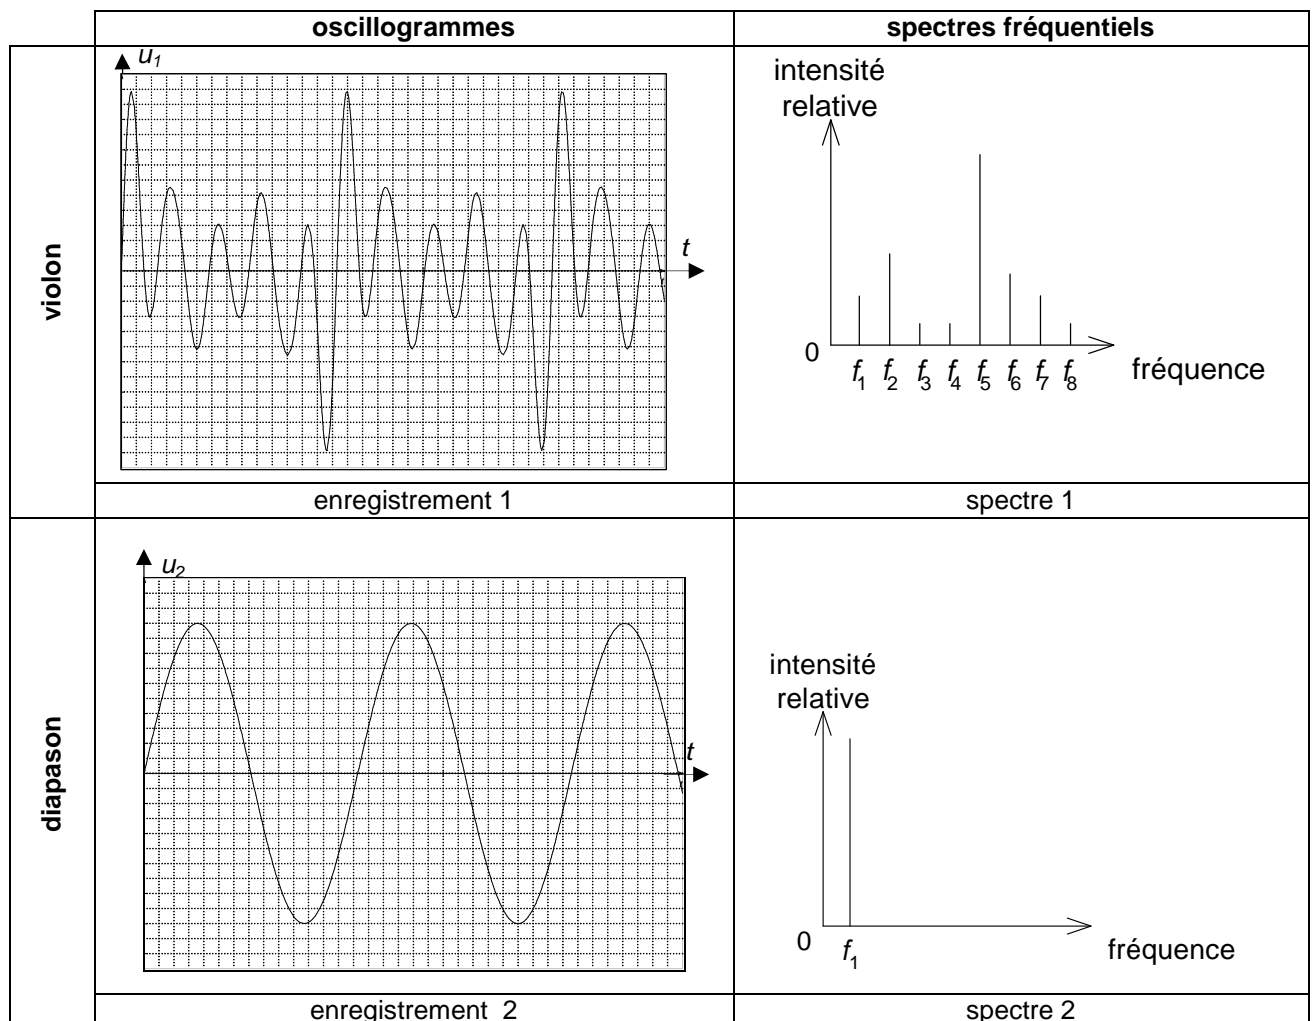 oscillogrammes
spectres fréquentiels
violon
u1
t
intensité
relative
0
f1 f2 f3 f4 f5 f6 f7 f8
fréquence
enregistrement 1
spectre 1
diapason
u2
t
intensité
relative
0
f1
fréquence
enregistrement 2
spectre 2